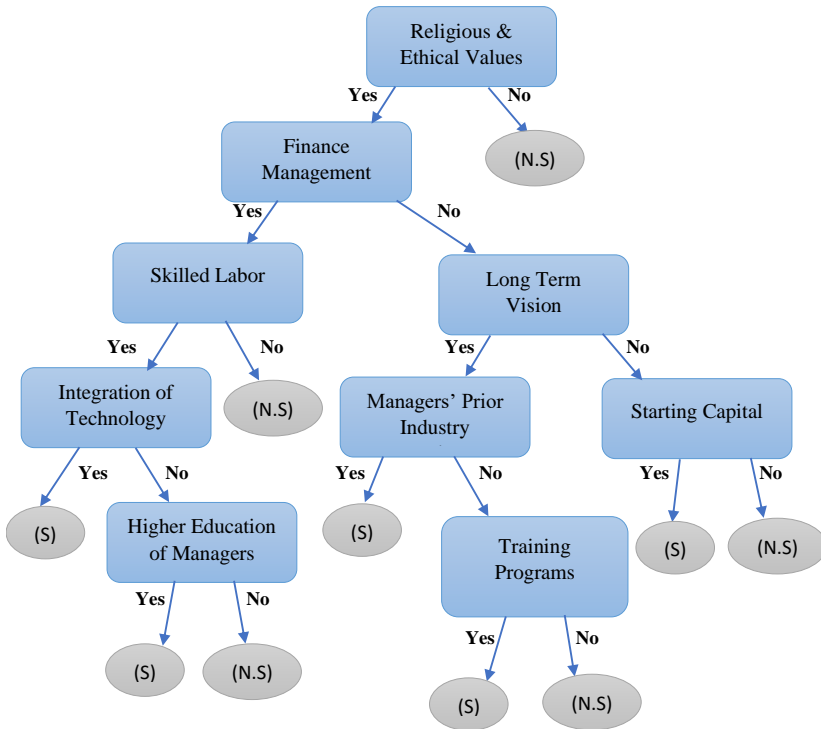 Religious &
Ethical Values
Yes
No
Finance
Management
(N.S)
Yes
No
Skilled Labor
Long Term
Vision
Yes
No
Yes
No
Integration of
Technology
(N.S)
Managers’ Prior
Industry
Starting Capital
Yes
No
Yes
No
Yes
No
(S)
Higher Education
of Managers
(S)
Training
Programs
(S)
(N.S)
Yes
No
Yes
No
(S)
(N.S)
(S)
(N.S)